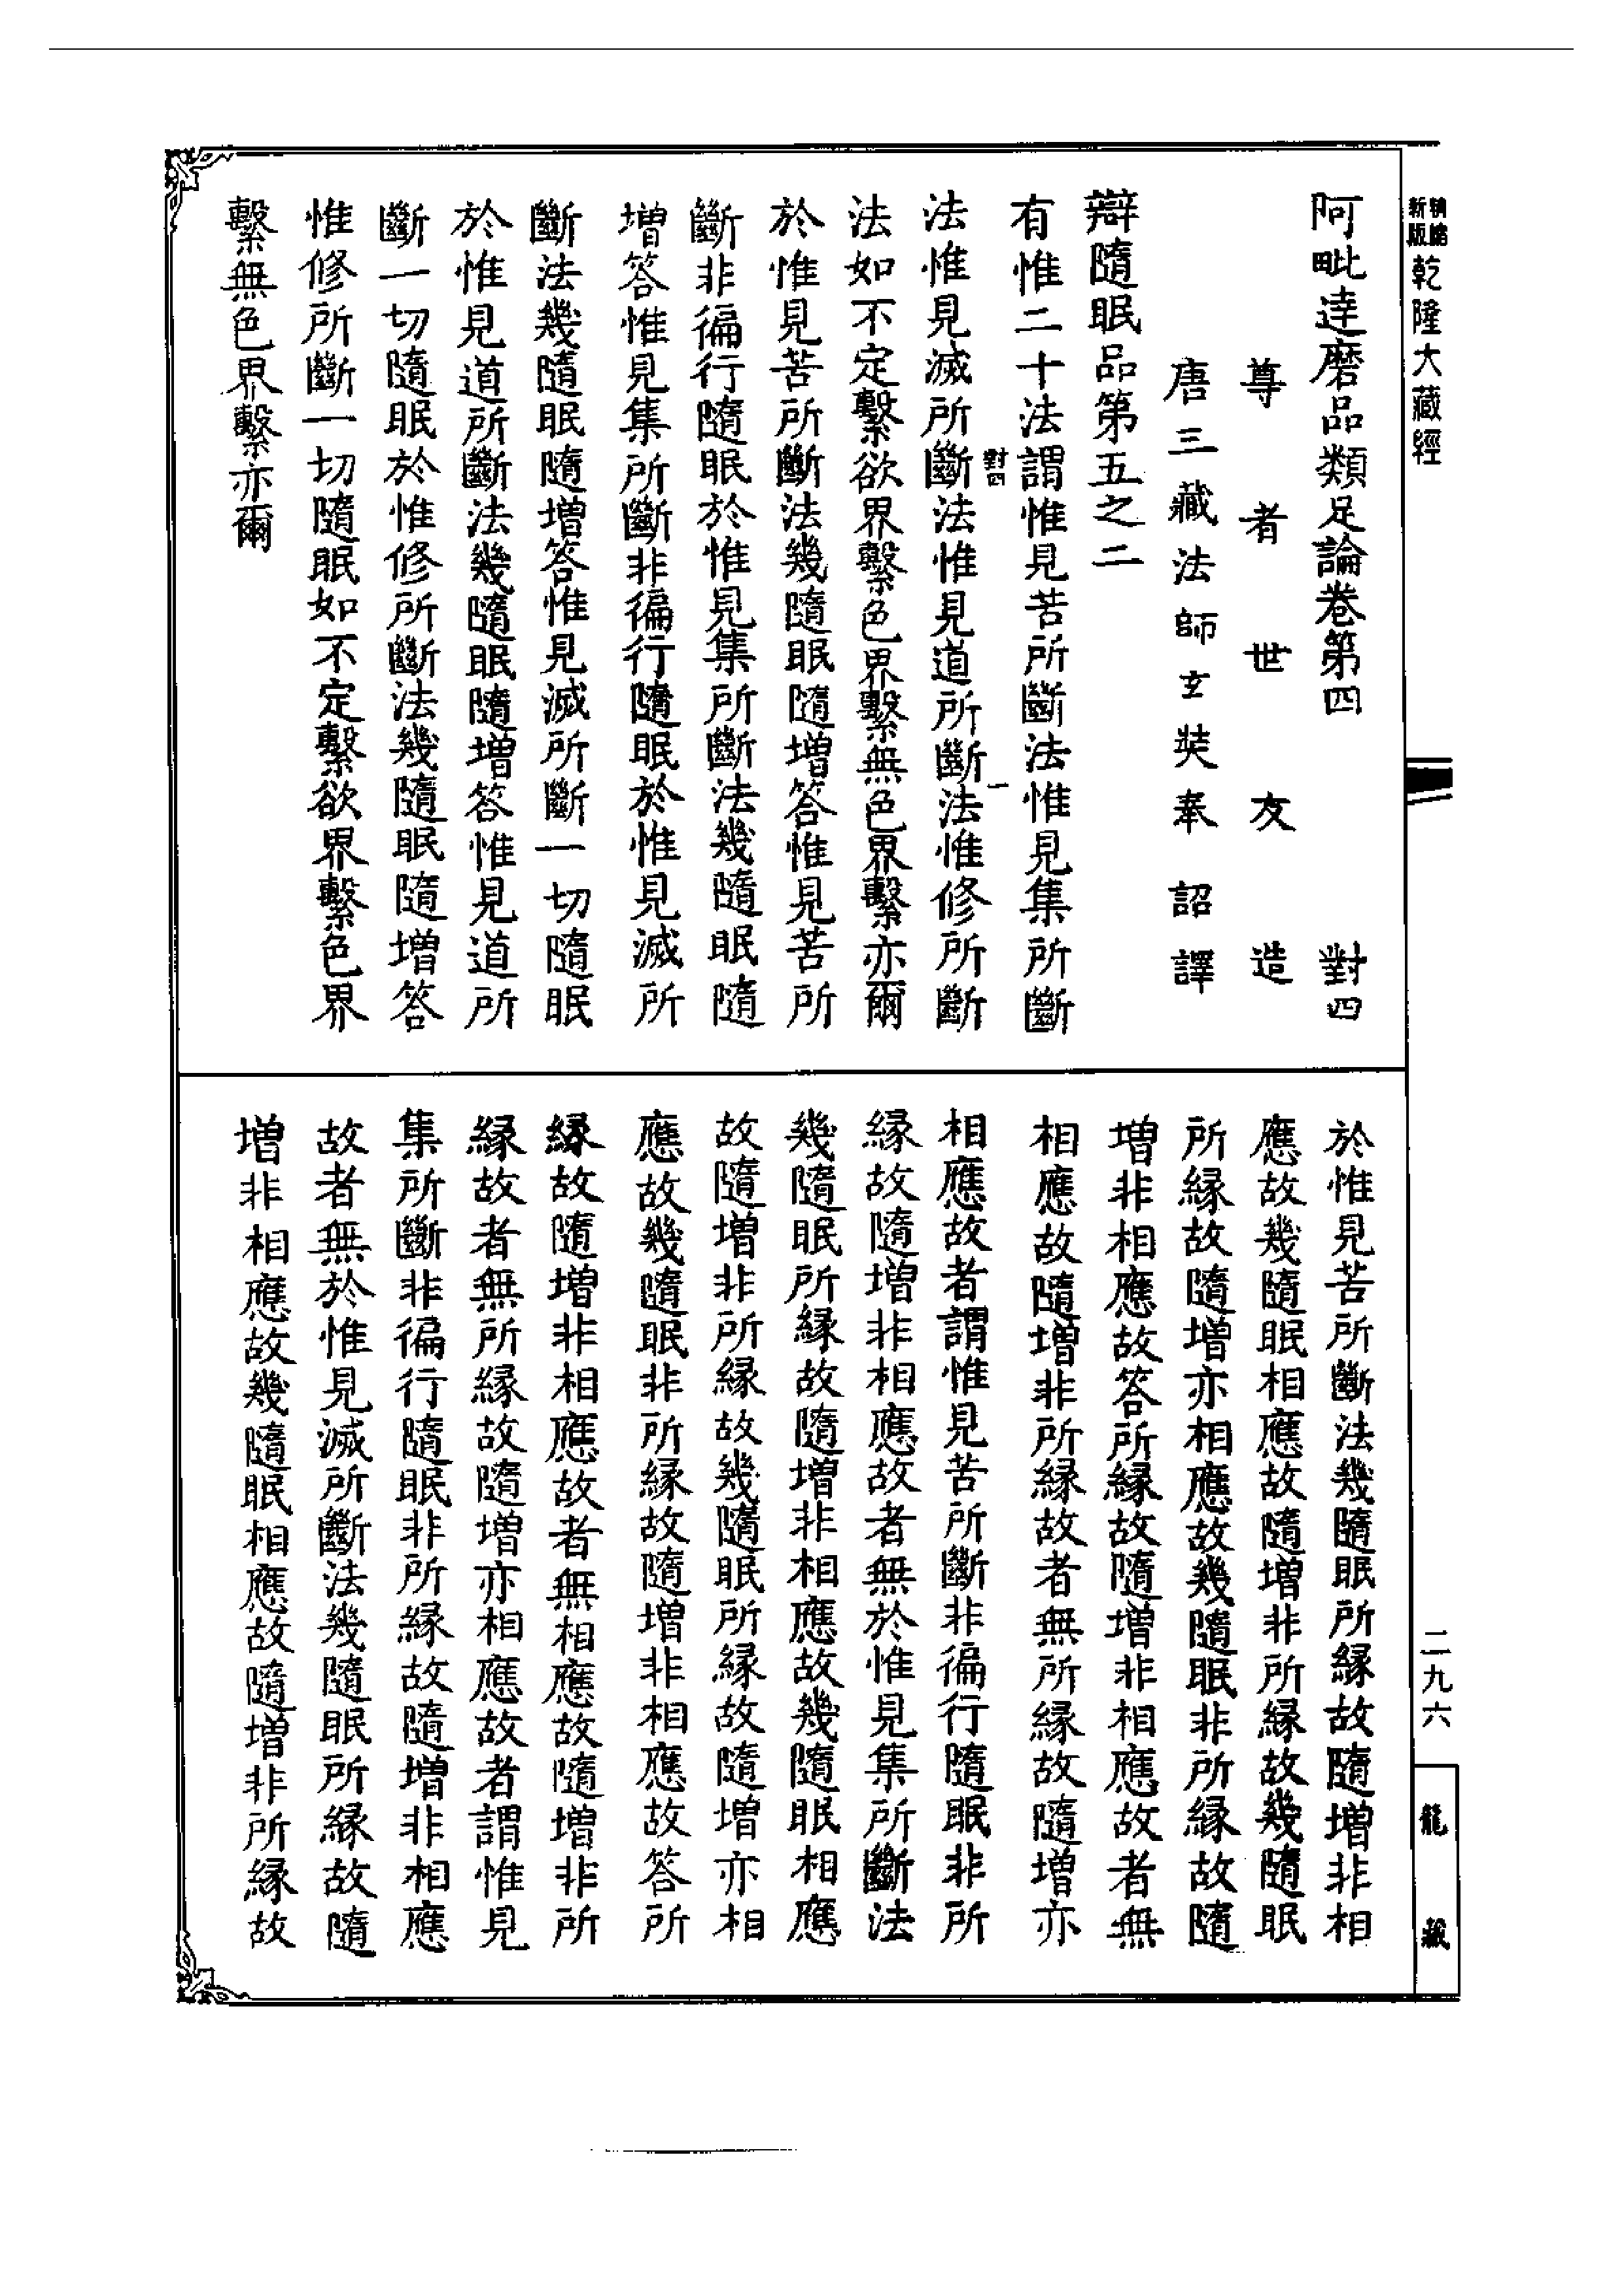 新版
乾隆大藏經
阿毗達磨品類足論卷第四 對四
尊者世友造
唐三藏法師玄奘奉詔譯
辯隨眠品第五之二
有惟二十法謂惟見苦所斷法惟見集所斷
對四 一
法惟見滅所斷法惟見道所斷法惟修所斷
法如不定繫欲界繫色界繫無色界繫亦爾
於惟見苦所斷法幾隨眠隨增答惟見苦所
斷非徧行隨眠於惟見集所斷法幾隨眠隨
增答惟見集所斷非徧行隨眠於惟見滅所
斷法幾隨眠隨增答惟見滅所斷一切隨眠
於惟見道所斷法幾隨眠隨增答惟見道所
斷一切隨眠於惟修所斷法幾隨眠隨增答
惟修所斷一切隨眠如不定繫欲界繫色界
繫無色界繫亦爾
於惟見苦所斷法幾隨眠所緣故隨增非相
應故幾隨眠相應故隨增非所緣故幾隨眠
所緣故隨增亦相應故幾隨眠非所緣故隨
增非相應故答所緣故隨增非相應故者無
相應故隨增非所緣故者無所緣故隨增亦
相應故者謂惟見苦所斷非徧行隨眠非所
緣故隨增非相應故者無於惟見集所斷法
幾隨眠所緣故隨增非相應故幾隨眠相應
故隨增非所緣故幾隨眠所緣故隨增亦相
應故幾隨眠非所緣故隨增非相應故答所
緣故隨增非相應故者無相應故隨增非所
緣故者無所緣故隨增亦相應故者謂惟見
集所斷非徧行隨眠非所緣故隨增非相應
故者無於惟見滅所斷法幾隨眠所緣故隨
增非相應故幾隨眠相應故隨增非所緣故
二九六
龍藏